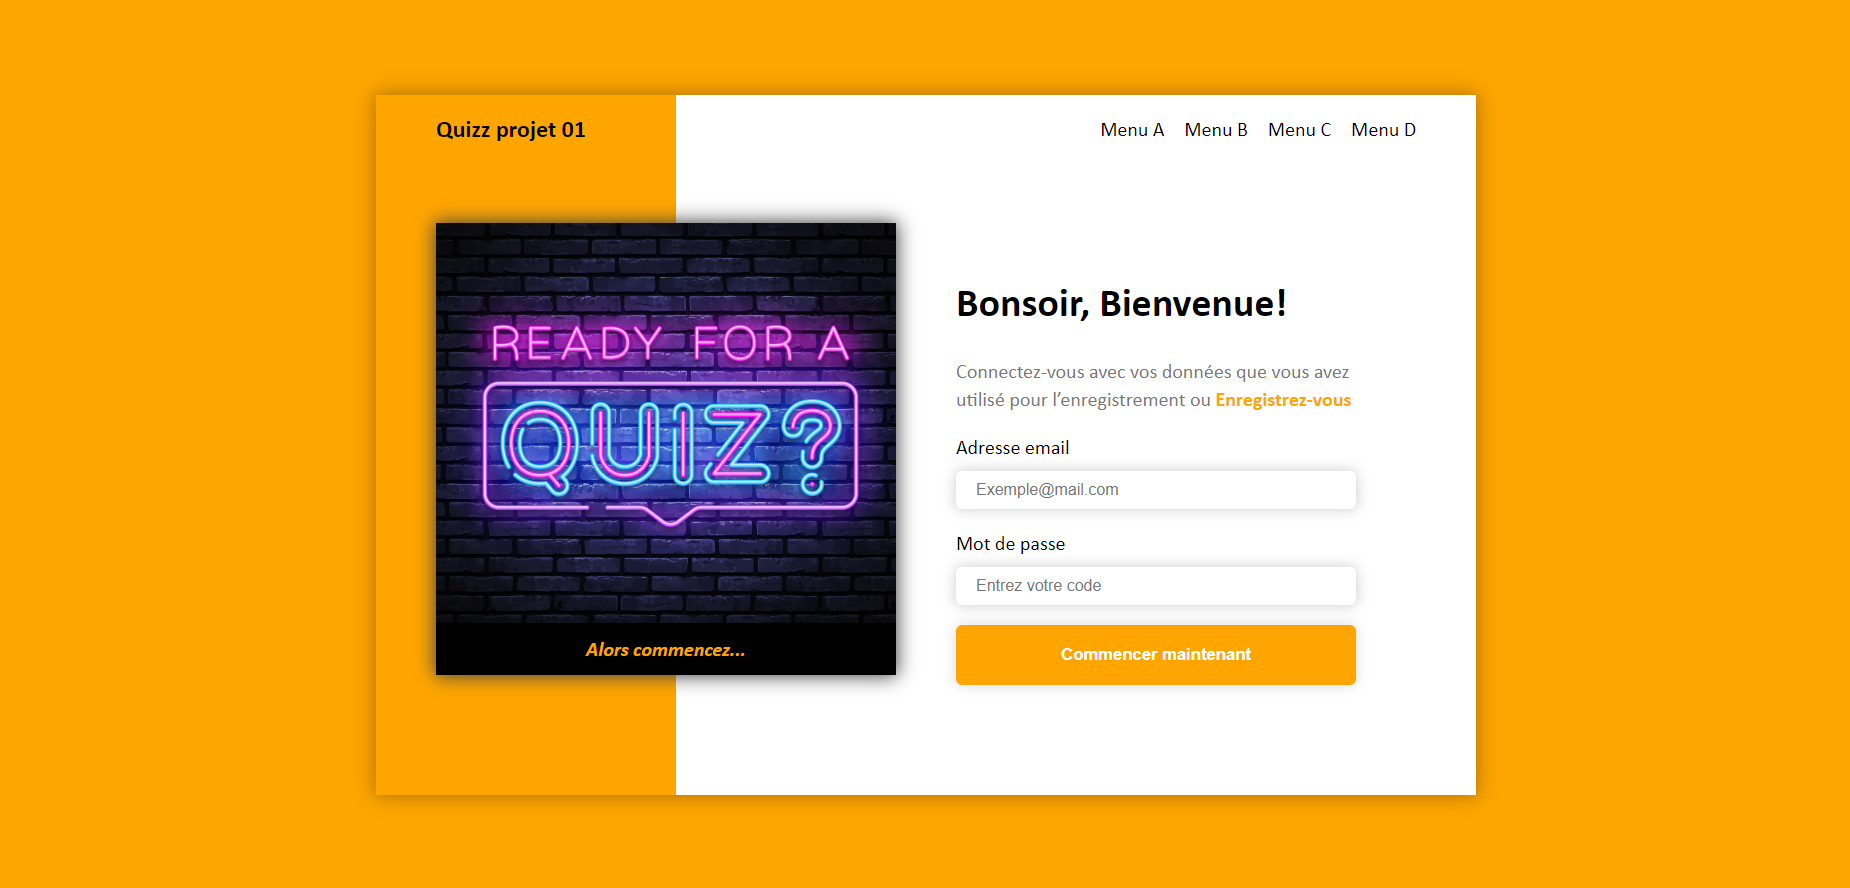 Quizz projet 01
Menu A Menu B Menu C Menu D
READY FOR A
QUIZ?
Alors commencez...
Bonsoir, Bienvenue!
Connectez-vous avec vos données que vous avez
utilisé pour l’enregistrement ou Enregistrez-vous
Adresse email
Exemple@mail.com
Mot de passe
Entrez votre code
Commencer maintenant